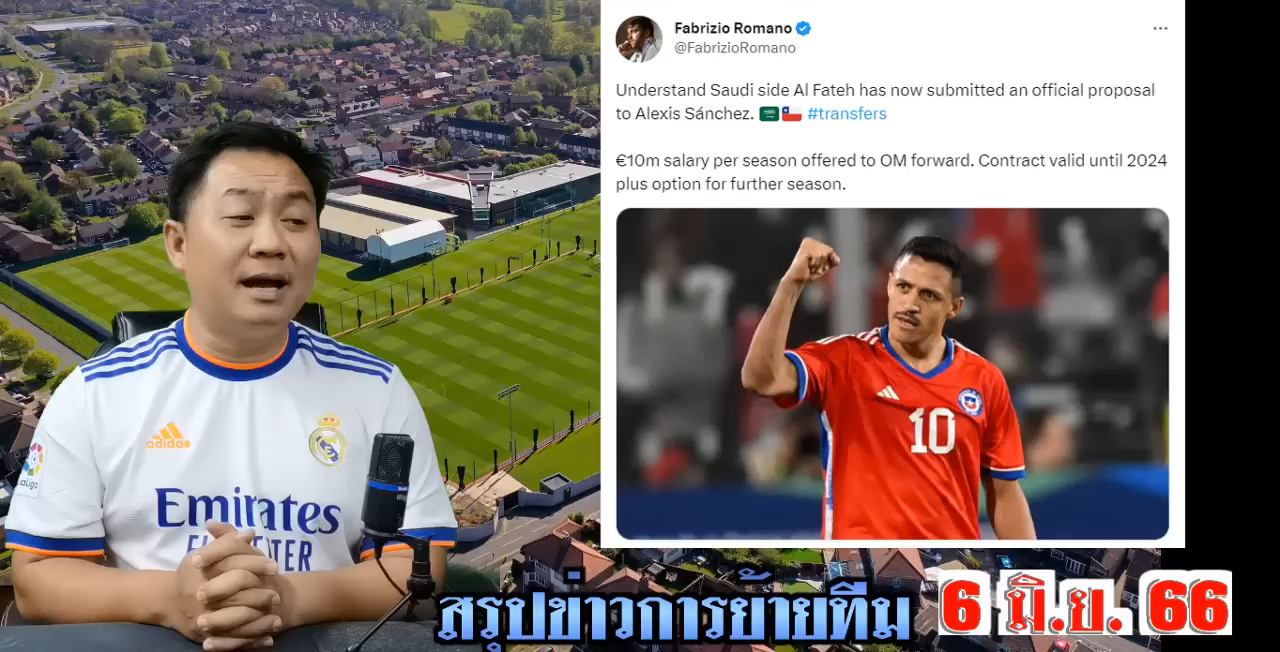 Fabrizio Romano
@FabrizioRomano
Understand Saudi side Al Fateh has now submitted an official proposal
to Alexis Sánchez. 🇸🇦🇨🇱 #transfers
€10m salary per season offered to OM forward. Contract valid until 2024
plus option for further season.
10
adidas
LaLiga
Emirates
สรุปข่าวการย้ายทีม 6 มิ.ย. 66